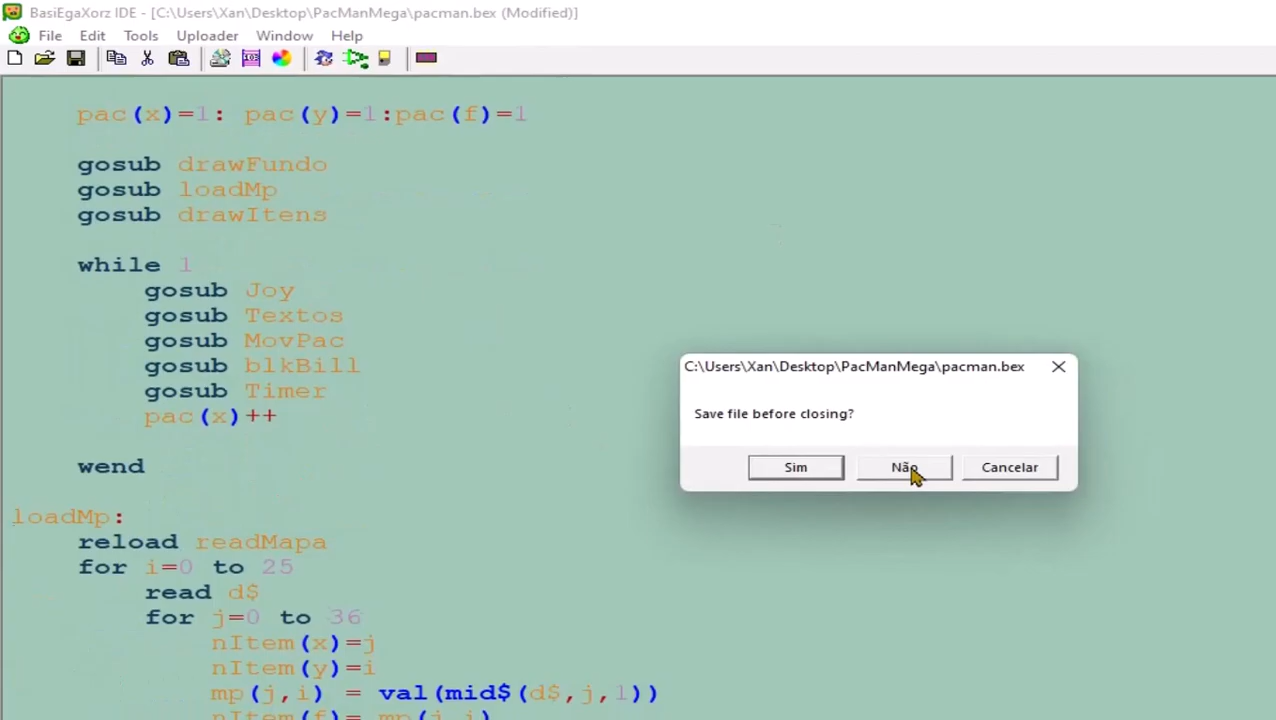 BasiEgaXorz IDE - [C:\Users\Xan\Desktop\PacManMega\pacman.bex (Modified)]
File Edit Tools Uploader Window Help
pac(x)=1: pac(y)=1:pac(f)=1
gosub drawFundo
gosub loadMp
gosub drawItens
while 1
gosub Joy
gosub Textos
gosub MovPac
gosub blkBill
gosub Timer
pac(x)++
wend
C:\Users\Xan\Desktop\PacManMega\pacman.bex
Save file before closing?
Sim Não Cancelar
loadMp:
reload readMapa
for i=0 to 25
read d$
for j=0 to 36
nItem(x)=j
nItem(y)=i
mp(j,i) = val(mid$(d$,j,1))
nItem(f)= mp(j,i)